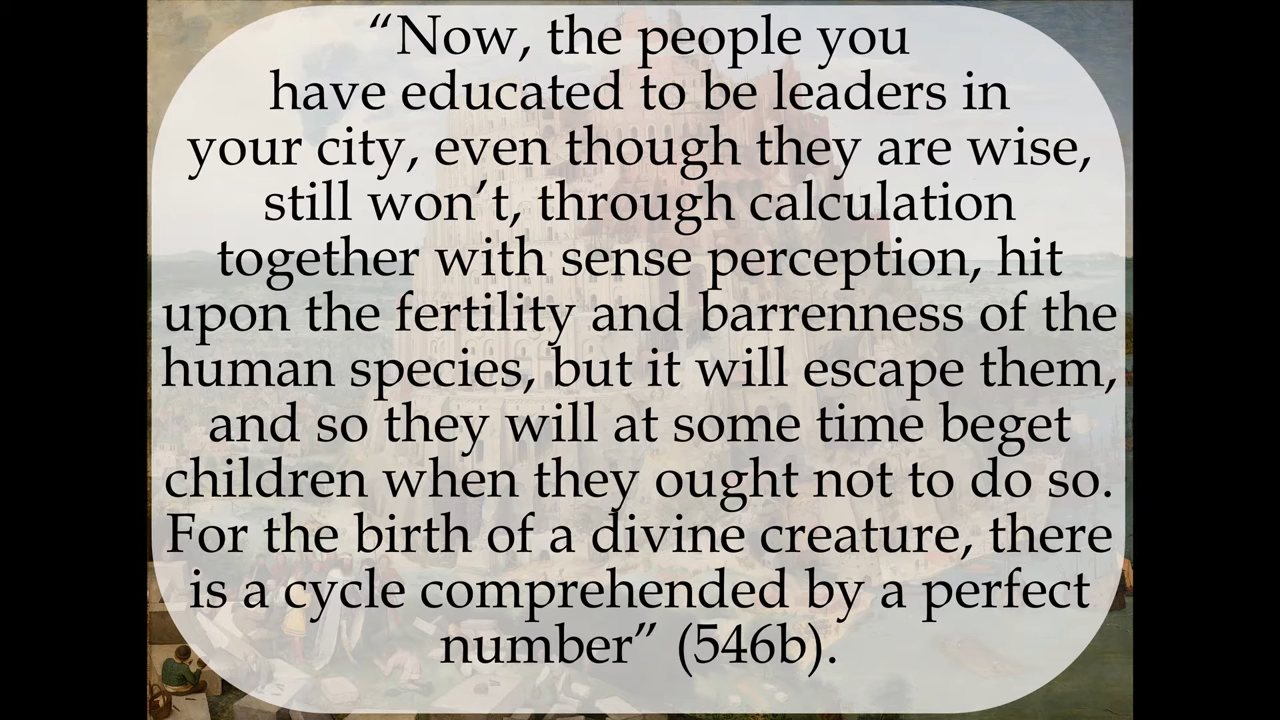 “Now, the people you
have educated to be leaders in
your city, even though they are wise,
still won’t, through calculation
together with sense perception, hit
upon the fertility and barrenness of the
human species, but it will escape them,
and so they will at some time beget
children when they ought not to do so.
For the birth of a divine creature, there
is a cycle comprehended by a perfect
number” (546b).